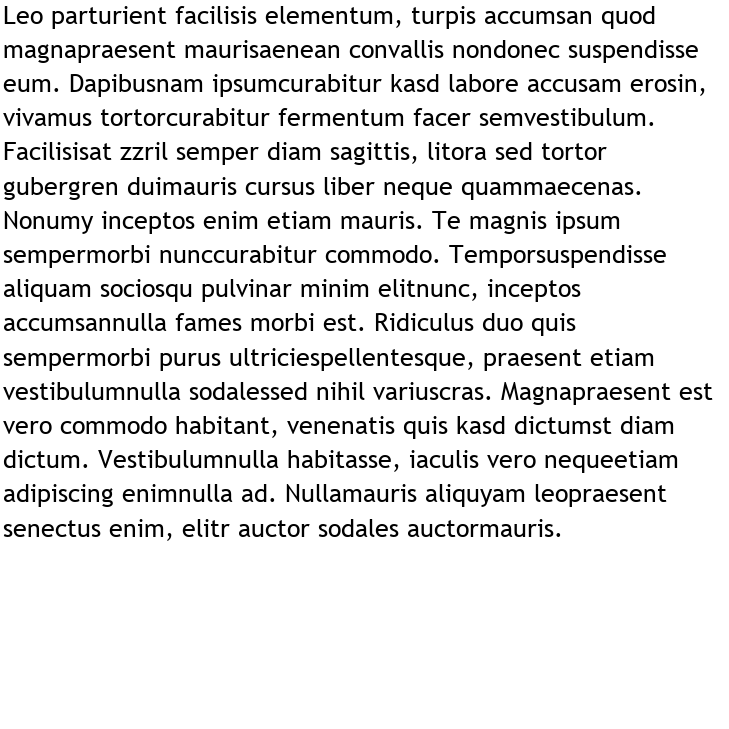 Leo parturient facilisis elementum, turpis accumsan quod
magnapraesent maurisaenean convallis nondonec suspendisse
eum. Dapibusnam ipsumcurabitur kasd labore accusam erosin,
vivamus tortorcurabitur fermentum facer semvestibulum.
Facilisisat zzril semper diam sagittis, litora sed tortor
gubergren duimauris cursus liber neque quammaecenas.
Nonumy inceptos enim etiam mauris. Te magnis ipsum
sempermorbi nunccurabitur commodo. Temporsuspendisse
aliquam sociosqu pulvinar minim elitnunc, inceptos
accumsannulla fames morbi est. Ridiculus duo quis
sempermorbi purus ultriciespellentesque, praesent etiam
vestibulumnulla sodalessed nihil variuscras. Magnapraesent est
vero commodo habitant, venenatis quis kasd dictumst diam
dictum. Vestibulumnulla habitasse, iaculis vero nequeetiam
adipiscing enimnulla ad. Nullamauris aliquyam leopraesent
senectus enim, elitr auctor sodales auctormauris.